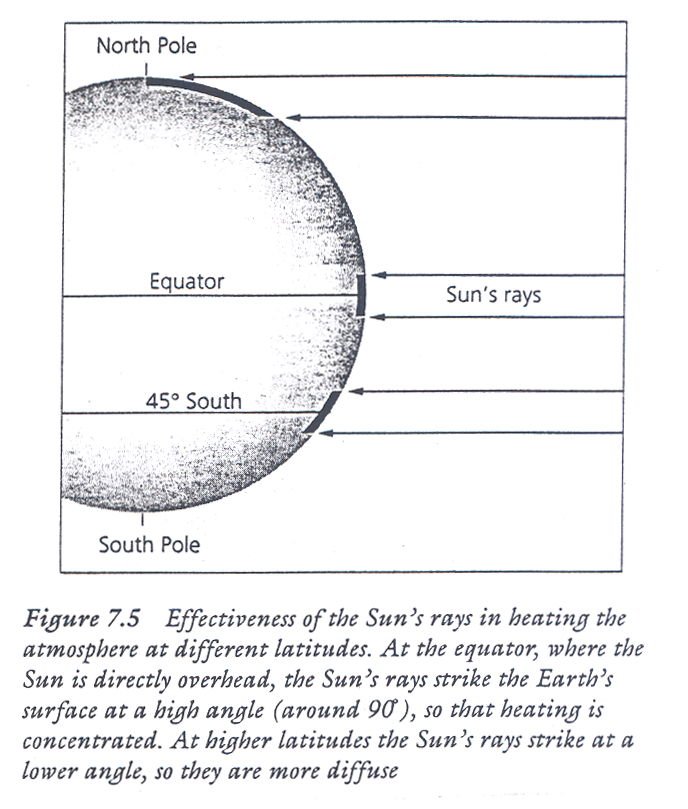 North Pole
Equator
Sun's rays
45° South
South Pole
Figure 7.5 Effectiveness of the Sun's rays in heating the
atmosphere at different latitudes. At the equator, where the
Sun is directly overhead, the Sun's rays strike the Earth's
surface at a high angle (around 90°), so that heating is
concentrated. At higher latitudes the Sun's rays strike at a
lower angle, so they are more diffuse